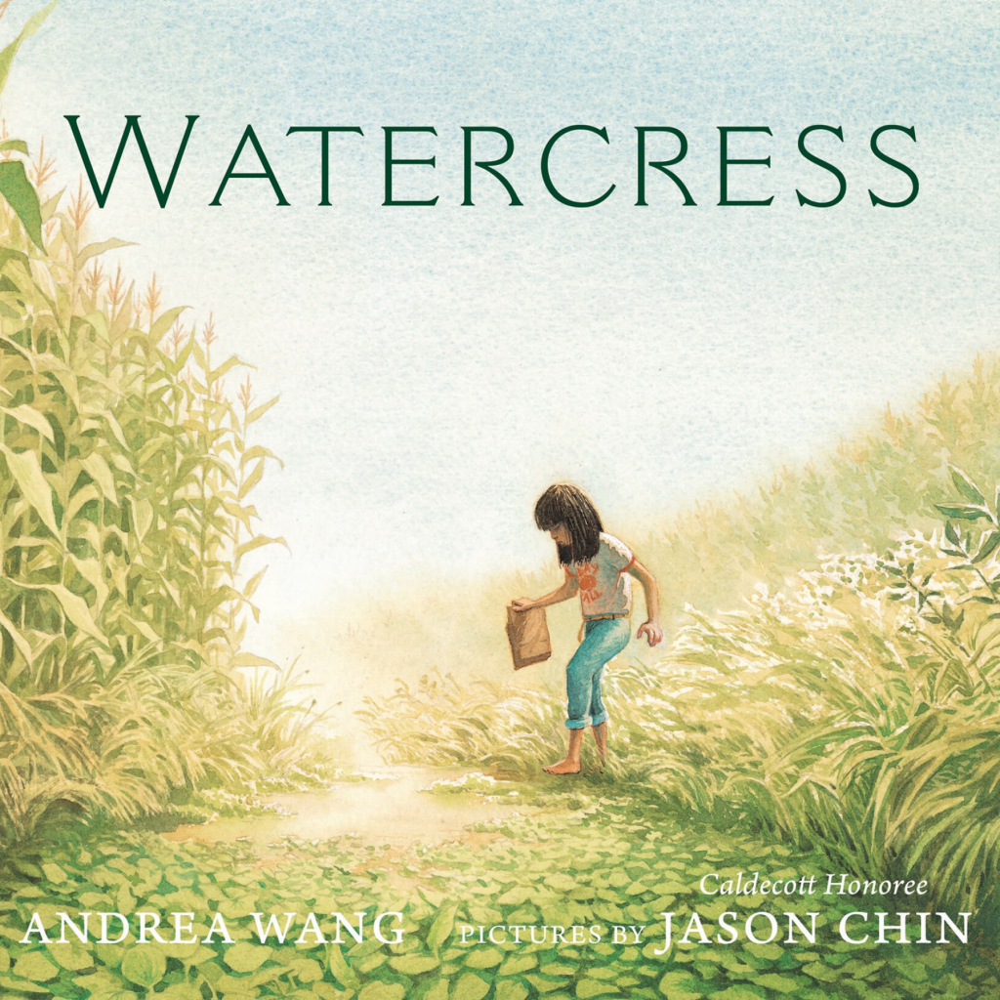 WATERCRESS
Caldecott Honoree
ANDREA WANG PICTURES BY JASON CHIN